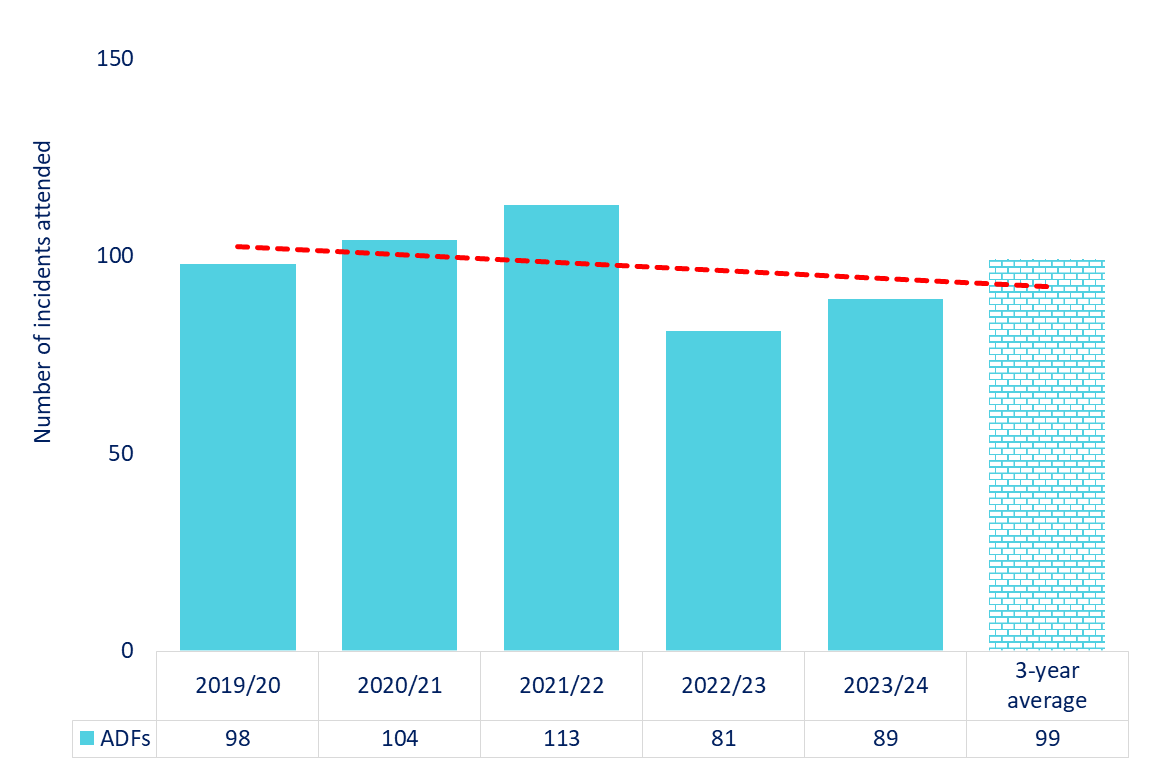 150
100
50
0
Number of incidents attended
2019/20 2020/21 2021/22 2022/23 2023/24 3-year average
ADFs 98 104 113 81 89 99